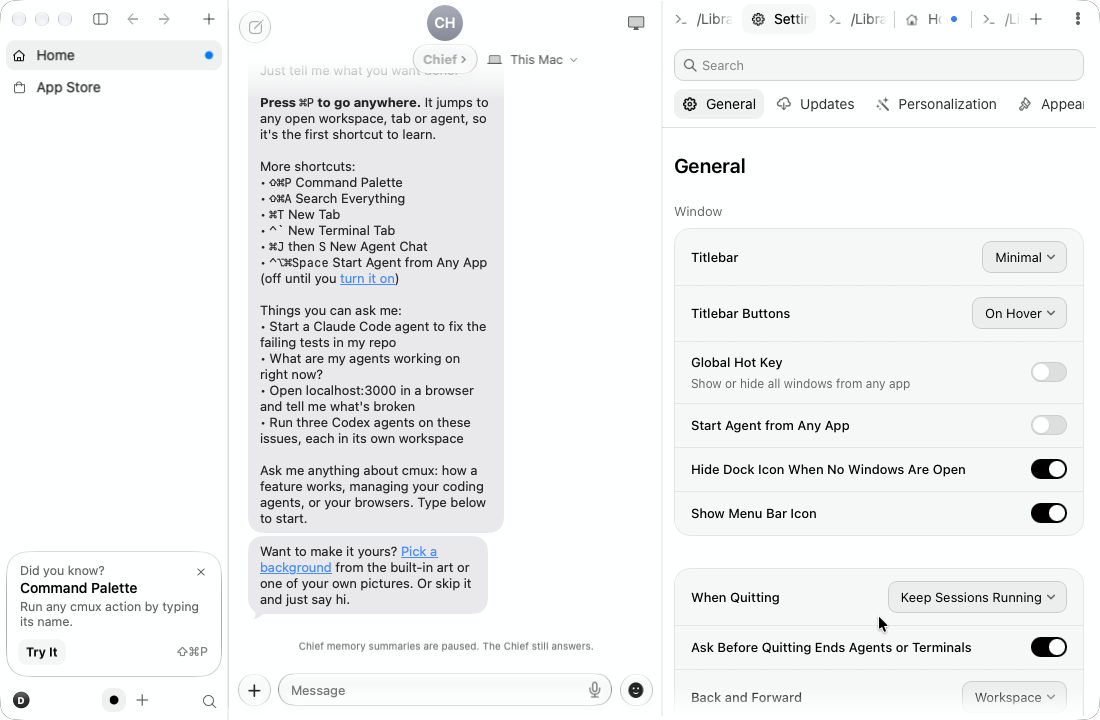 Home
App Store
Did you know?
Command Palette
Run any cmux action by typing
its name.
Try It
⇧⌘P
D
CH
Chief ›
This Mac
Just tell me what you want done.
Press ⌘P to go anywhere. It jumps to
any open workspace, tab or agent, so
it's the first shortcut to learn.
More shortcuts:
• ⇧⌘P Command Palette
• ⇧⌘A Search Everything
• ⌘T New Tab
• ^` New Terminal Tab
• ⌘J then S New Agent Chat
• ^⌥⌘Space Start Agent from Any App
(off until you turn it on)
Things you can ask me:
• Start a Claude Code agent to fix the
failing tests in my repo
• What are my agents working on
right now?
• Open localhost:3000 in a browser
and tell me what's broken
• Run three Codex agents on these
issues, each in its own workspace
Ask me anything about cmux: how a
feature works, managing your coding
agents, or your browsers. Type below
to start.
Want to make it yours? Pick a
background from the built-in art or
one of your own pictures. Or skip it
and just say hi.
Chief memory summaries are paused. The Chief still answers.
Message
Search
General
Updates
Personalization
General
Window
Titlebar
Minimal
Titlebar Buttons
On Hover
Global Hot Key
Show or hide all windows from any app
Start Agent from Any App
Hide Dock Icon When No Windows Are Open
Show Menu Bar Icon
When Quitting
Keep Sessions Running
Ask Before Quitting Ends Agents or Terminals
Back and Forward
Workspace